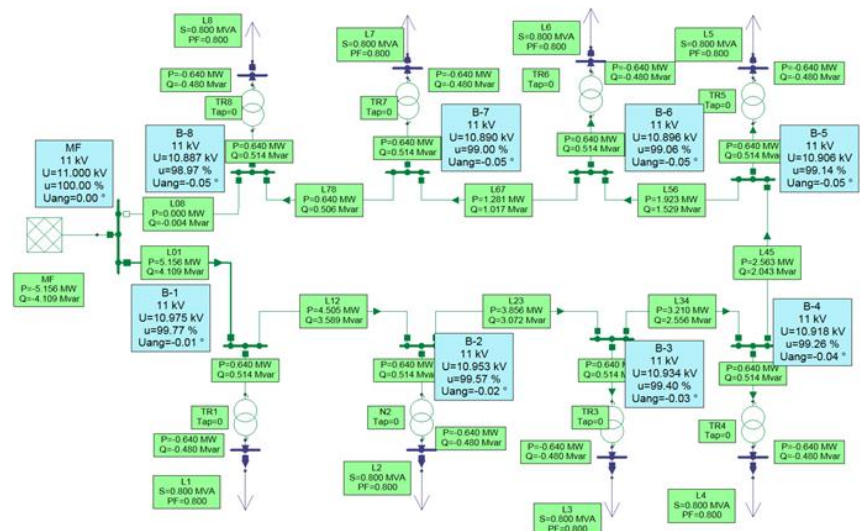 L8
S=0.800 MVA
PF=0.800
L7
S=0.800 MVA
PF=0.800
L6
S=0.800 MVA
PF=0.800
L5
S=0.800 MVA
PF=0.800
P=-0.640 MW
Q=-0.480 Mvar
P=-0.640 MW
Q=-0.480 Mvar
P=-0.640 MW
Q=-0.480 Mvar
P=-0.640 MW
Q=-0.480 Mvar
TR8
Tap=0
TR7
Tap=0
TR6
Tap=0
TR5
Tap=0
MF
11 kV
U=11.000 kV
u=100.00 %
Uang=0.00 °
B-8
11 kV
U=10.887 kV
u=98.97 %
Uang=-0.05 °
P=0.640 MW
Q=0.514 Mvar
B-7
11 kV
U=10.890 kV
u=99.00 %
Uang=-0.05 °
P=0.640 MW
Q=0.514 Mvar
B-6
11 kV
U=10.896 kV
u=99.06 %
Uang=-0.05 °
P=0.640 MW
Q=0.514 Mvar
B-5
11 kV
U=10.906 kV
u=99.14 %
Uang=-0.05 °
P=0.640 MW
Q=0.514 Mvar
L08
P=0.000 MW
Q=-0.004 Mvar
L78
P=0.640 MW
Q=0.506 Mvar
L67
P=1.281 MW
Q=1.017 Mvar
L56
P=1.923 MW
Q=1.529 Mvar
L01
P=5.156 MW
Q=4.109 Mvar
L45
P=2.563 MW
Q=2.043 Mvar
MF
P=-5.156 MW
Q=-4.109 Mvar
B-1
11 kV
U=10.975 kV
u=99.77 %
Uang=-0.01 °
L12
P=4.505 MW
Q=3.589 Mvar
L23
P=3.856 MW
Q=3.072 Mvar
L34
P=3.210 MW
Q=2.556 Mvar
B-4
11 kV
U=10.918 kV
u=99.26 %
Uang=-0.04 °
B-2
11 kV
U=10.953 kV
u=99.57 %
Uang=-0.02 °
B-3
11 kV
U=10.934 kV
u=99.40 %
Uang=-0.03 °
P=0.640 MW
Q=0.514 Mvar
P=0.640
Q=0.514
P=0.640 MW
Q=0.514
P=0.640 MW
Q=0.514 Mvar
TR1
Tap=0
N2
Tap=0
TR3
Tap=0
TR4
Tap=0
P=-0.640 MW
Q=-0.480 Mvar
P=-0.640 MW
Q=-0.480 Mvar
P=-0.640 MW
Q=-0.480 Mvar
P=-0.640 MW
Q=-0.480 Mvar
L1
S=0.800 MVA
PF=0.800
L2
S=0.800 MVA
PF=0.800
L3
S=0.800 MVA
PF=0.800
L4
S=0.800 MVA
PF=0.800